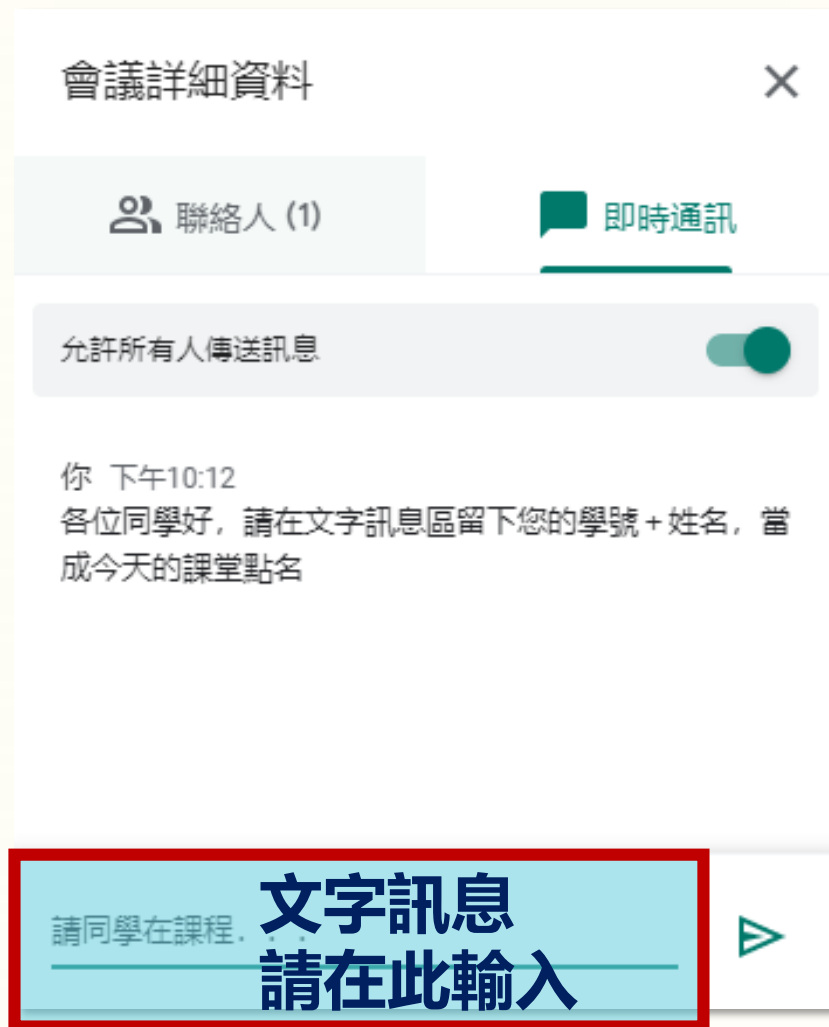 會議詳細資料
聯絡人 (1)
即時通訊
允許所有人傳送訊息
你 下午10:12
各位同學好，請在文字訊息區留下您的學號+姓名，當
成今天的課堂點名
請同學在課程. . .
文字訊息
請在此輸入